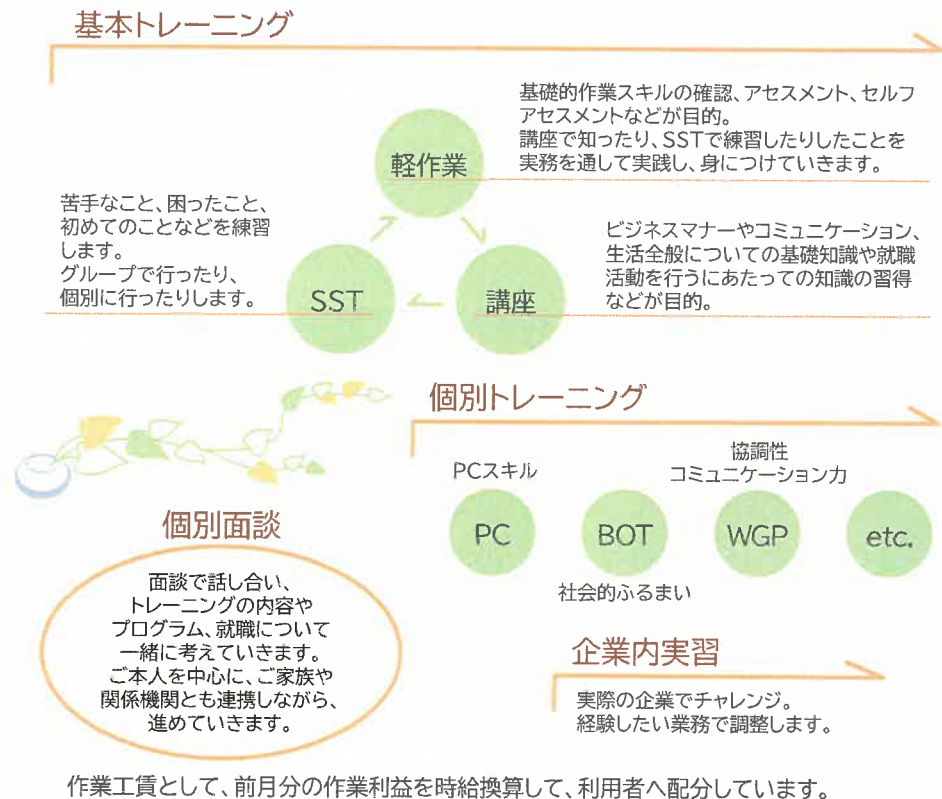 基本トレーニング
基礎的作業スキルの確認、アセスメント、セルフ
アセスメントなどが目的。
講座で知ったり、SSTで練習したりしたことを
実務を通して実践し、身につけていきます。
軽作業
苦手なこと、困ったこと、
初めてのことなどを練習
します。
グループで行ったり、
個別に行ったりします。
ビジネスマナーやコミュニケーション、
生活全般についての基礎知識や就職
活動を行うにあたっての知識の習得
などが目的。
SST
講座
個別トレーニング
PCスキル
協調性
コミュニケーション力
PC
BOT
WGP
etc.
社会的ふるまい
個別面談
面談で話し合い、
トレーニングの内容や
プログラム、就職について
一緒に考えていきます。
ご本人を中心に、ご家族や
関係機関とも連携しながら、
進めていきます。
企業内実習
実際の企業でチャレンジ。
経験したい業務で調整します。
作業工賃として、前月分の作業利益を時給換算して、利用者へ配分しています。